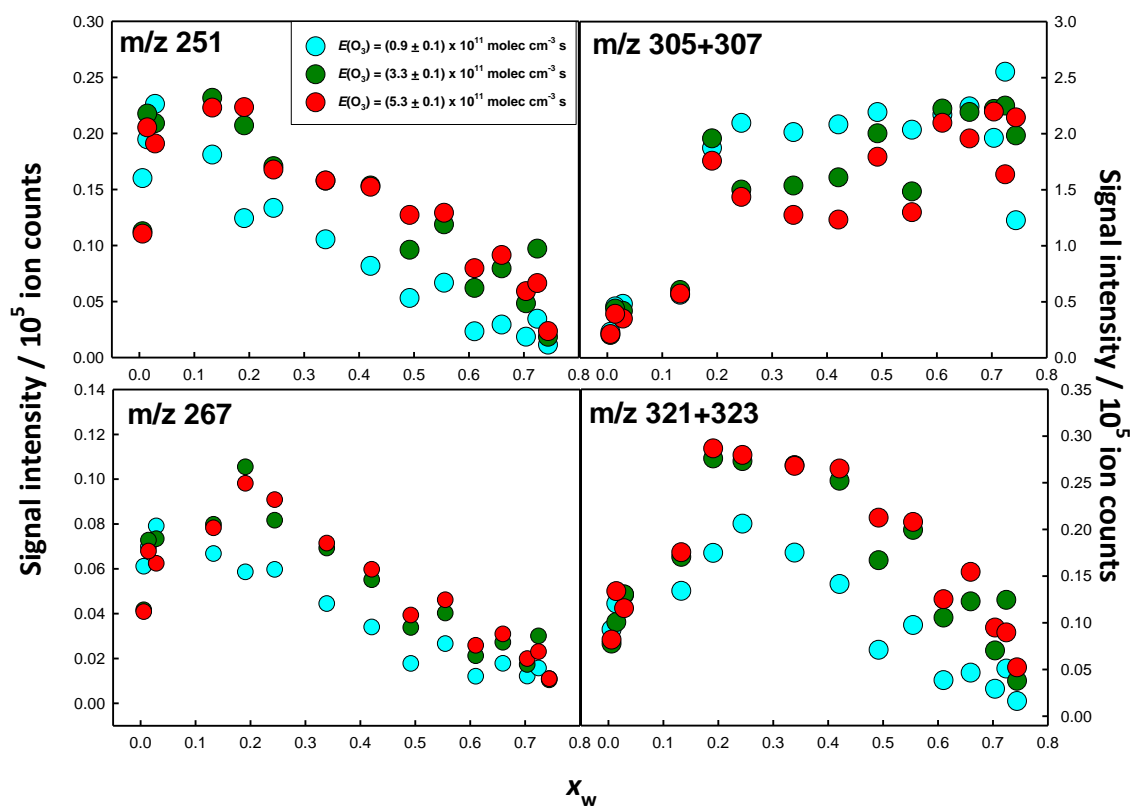 m/z 251
E(O3) = (0.9 ± 0.1) x 10^11 molec cm^-3 s
E(O3) = (3.3 ± 0.1) x 10^11 molec cm^-3 s
E(O3) = (5.3 ± 0.1) x 10^11 molec cm^-3 s
0.30
0.25
0.20
0.15
0.10
0.05
0.00
0.0 0.1 0.2 0.3 0.4 0.5 0.6 0.7 0.8
m/z 305+307
3.0
2.5
2.0
1.5
1.0
0.5
0.0
0.0 0.1 0.2 0.3 0.4 0.5 0.6 0.7 0.8
Signal intensity / 10^5 ion counts
Signal intensity / 10^5 ion counts
m/z 267
0.14
0.12
0.10
0.08
0.06
0.04
0.02
0.00
0.0 0.1 0.2 0.3 0.4 0.5 0.6 0.7 0.8
m/z 321+323
0.35
0.30
0.25
0.20
0.15
0.10
0.05
0.00
0.0 0.1 0.2 0.3 0.4 0.5 0.6 0.7 0.8
xw